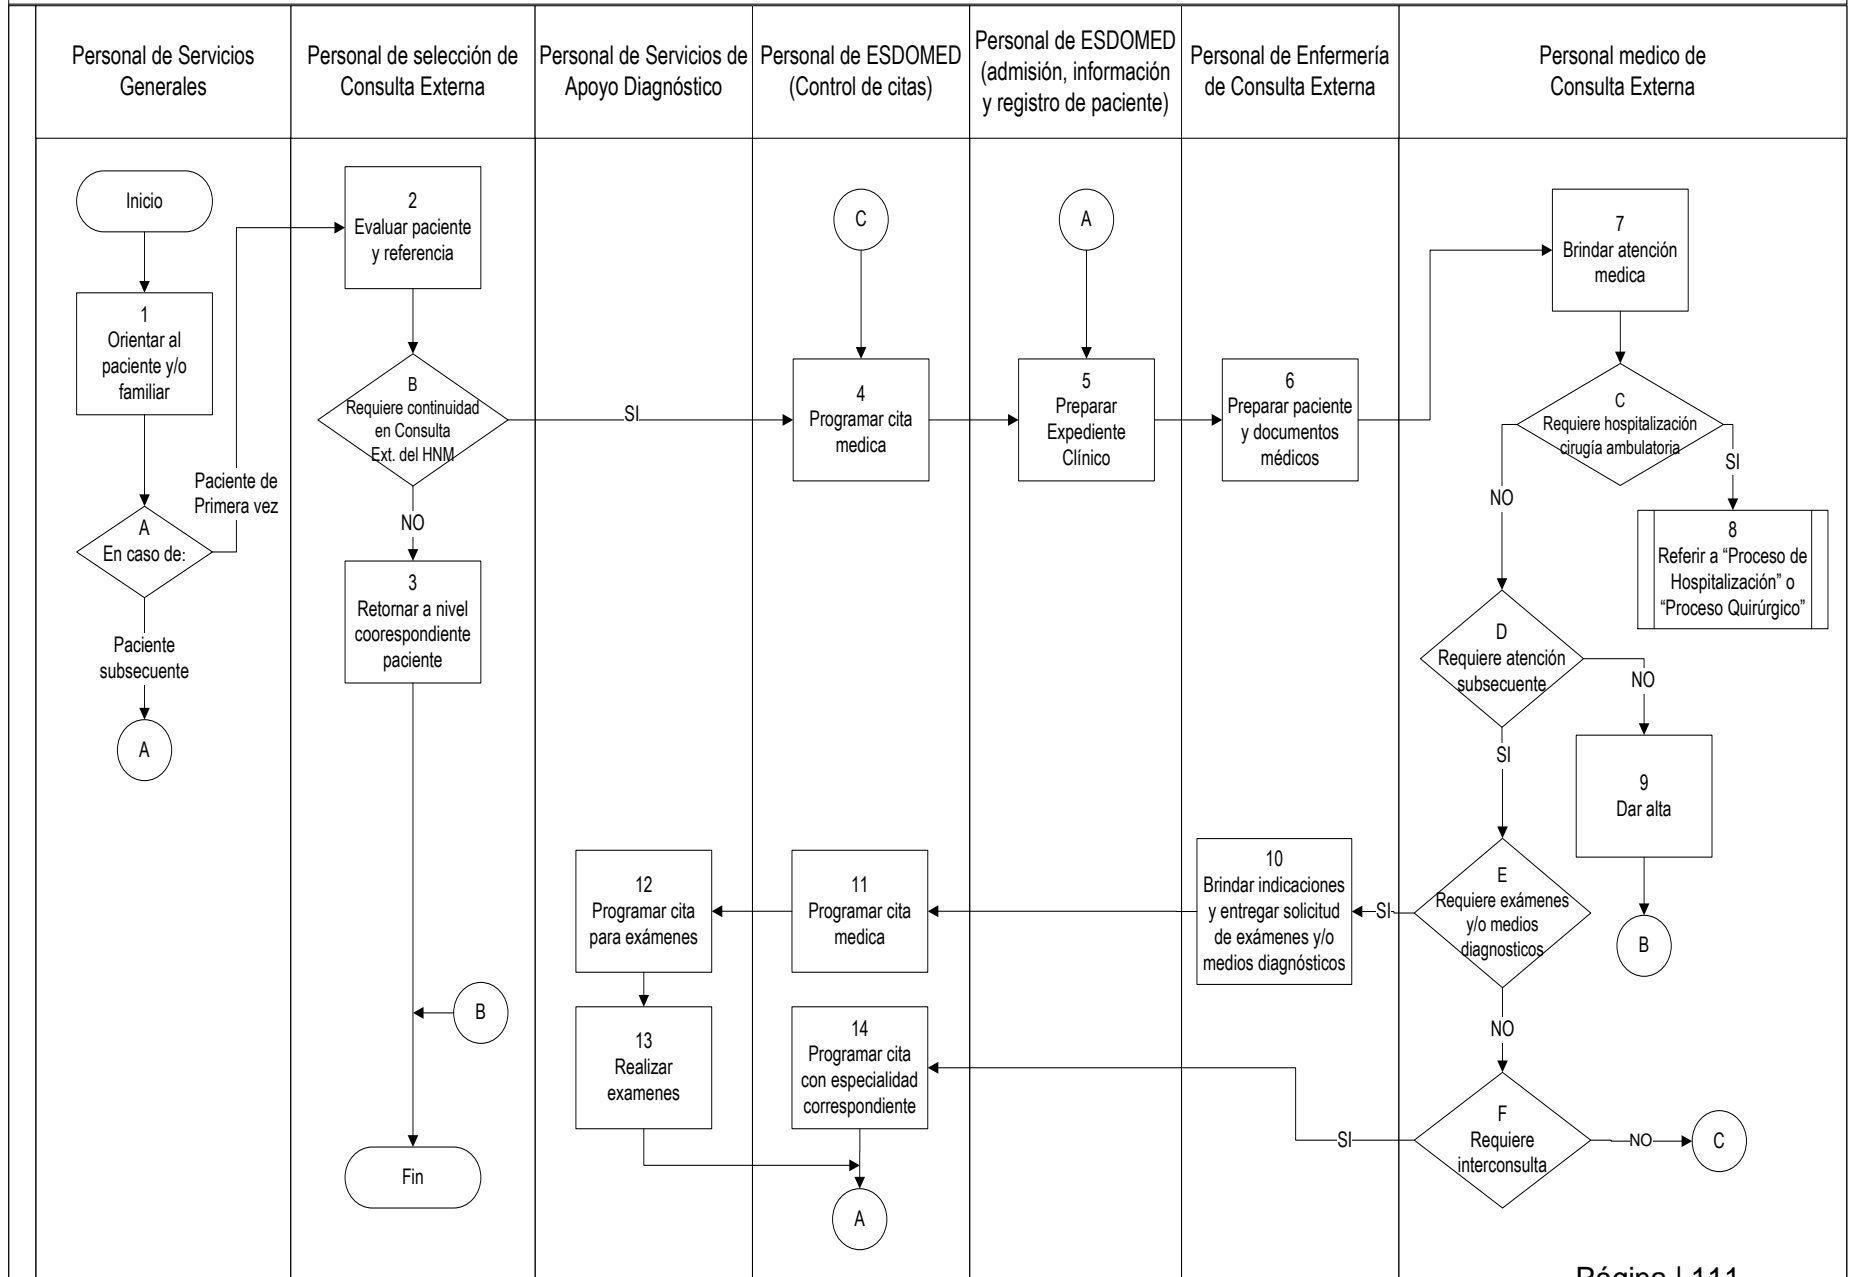 Personal de Servicios
Generales
Personal de selección de
Consulta Externa
Personal de Servicios de
Apoyo Diagnóstico
Personal de ESDOMED
(Control de citas)
Personal de ESDOMED
(admisión, información
y registro de paciente)
Personal de Enfermería
de Consulta Externa
Personal medico de
Consulta Externa
Inicio
1
Orientar al
paciente y/o
familiar
A
En caso de:
Paciente de
Primera vez
Paciente
subsecuente
A
2
Evaluar paciente
y referencia
B
Requiere continuidad
en Consulta
Ext. del HNM
SI
NO
3
Retornar a nivel
coorespondiente
paciente
B
Fin
C
4
Programar cita
medica
A
5
Preparar
Expediente
Clínico
6
Preparar paciente
y documentos
médicos
7
Brindar atención
medica
C
Requiere hospitalización
cirugía ambulatoria
SI
NO
8
Referir a “Proceso de
Hospitalización” o
“Proceso Quirúrgico”
D
Requiere atención
subsecuente
NO
SI
9
Dar alta
B
E
Requiere exámenes
y/o medios
diagnosticos
SI
NO
10
Brindar indicaciones
y entregar solicitud
de exámenes y/o
medios diagnósticos
11
Programar cita
medica
12
Programar cita
para exámenes
13
Realizar
examenes
14
Programar cita
con especialidad
correspondiente
F
Requiere
interconsulta
SI
NO
C
A
Página | 111